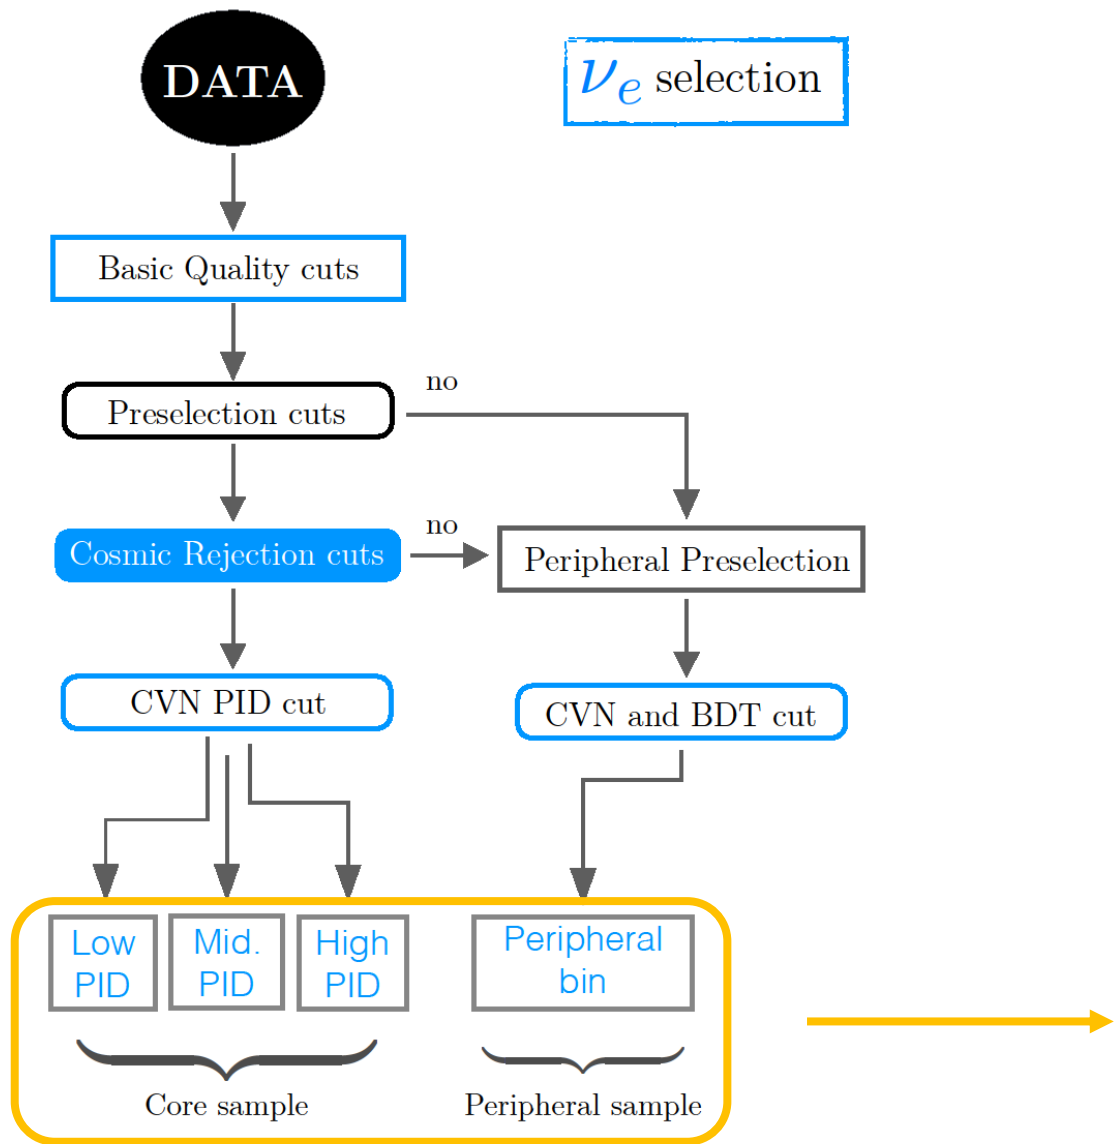 DATA
νₑ selection
Basic Quality cuts
no
Preselection cuts
no
Cosmic Rejection cuts
Peripheral Preselection
CVN PID cut
CVN and BDT cut
Low
PID
Mid.
PID
High
PID
Peripheral
bin
Core sample
Peripheral sample